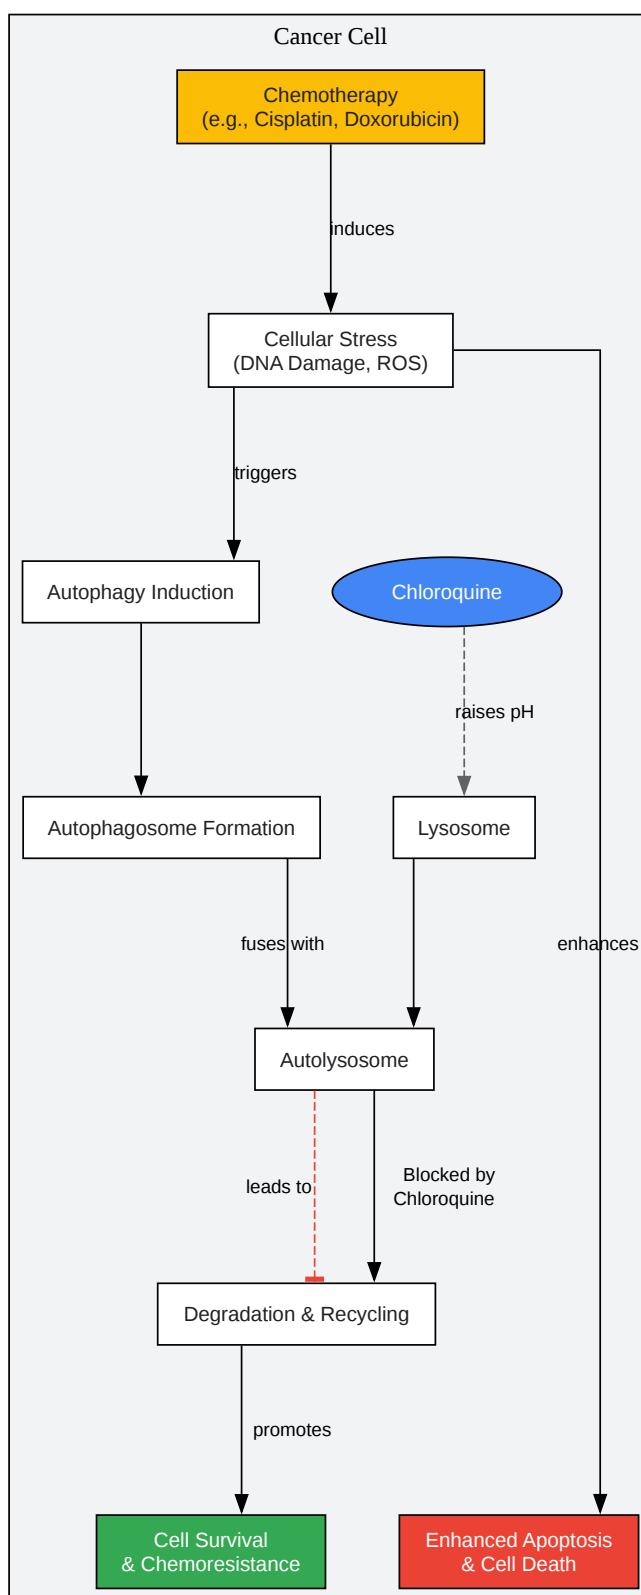 Cancer Cell
Chemotherapy
(e.g., Cisplatin, Doxorubicin)
induces
Cellular Stress
(DNA Damage, ROS)
triggers
Autophagy Induction
Chloroquine
raises pH
Autophagosome Formation
Lysosome
fuses with
enhances
Autolysosome
leads to
Blocked by
Chloroquine
Degradation & Recycling
promotes
Cell Survival
& Chemoresistance
Enhanced Apoptosis
& Cell Death